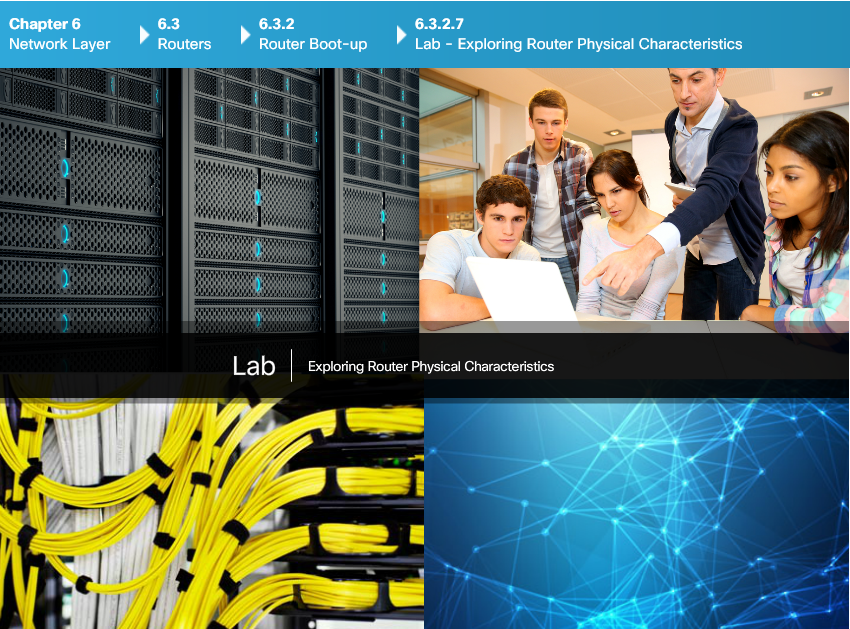 Chapter 6
Network Layer
6.3
Routers
6.3.2
Router Boot-up
6.3.2.7
Lab – Exploring Router Physical Characteristics
Lab
Exploring Router Physical Characteristics